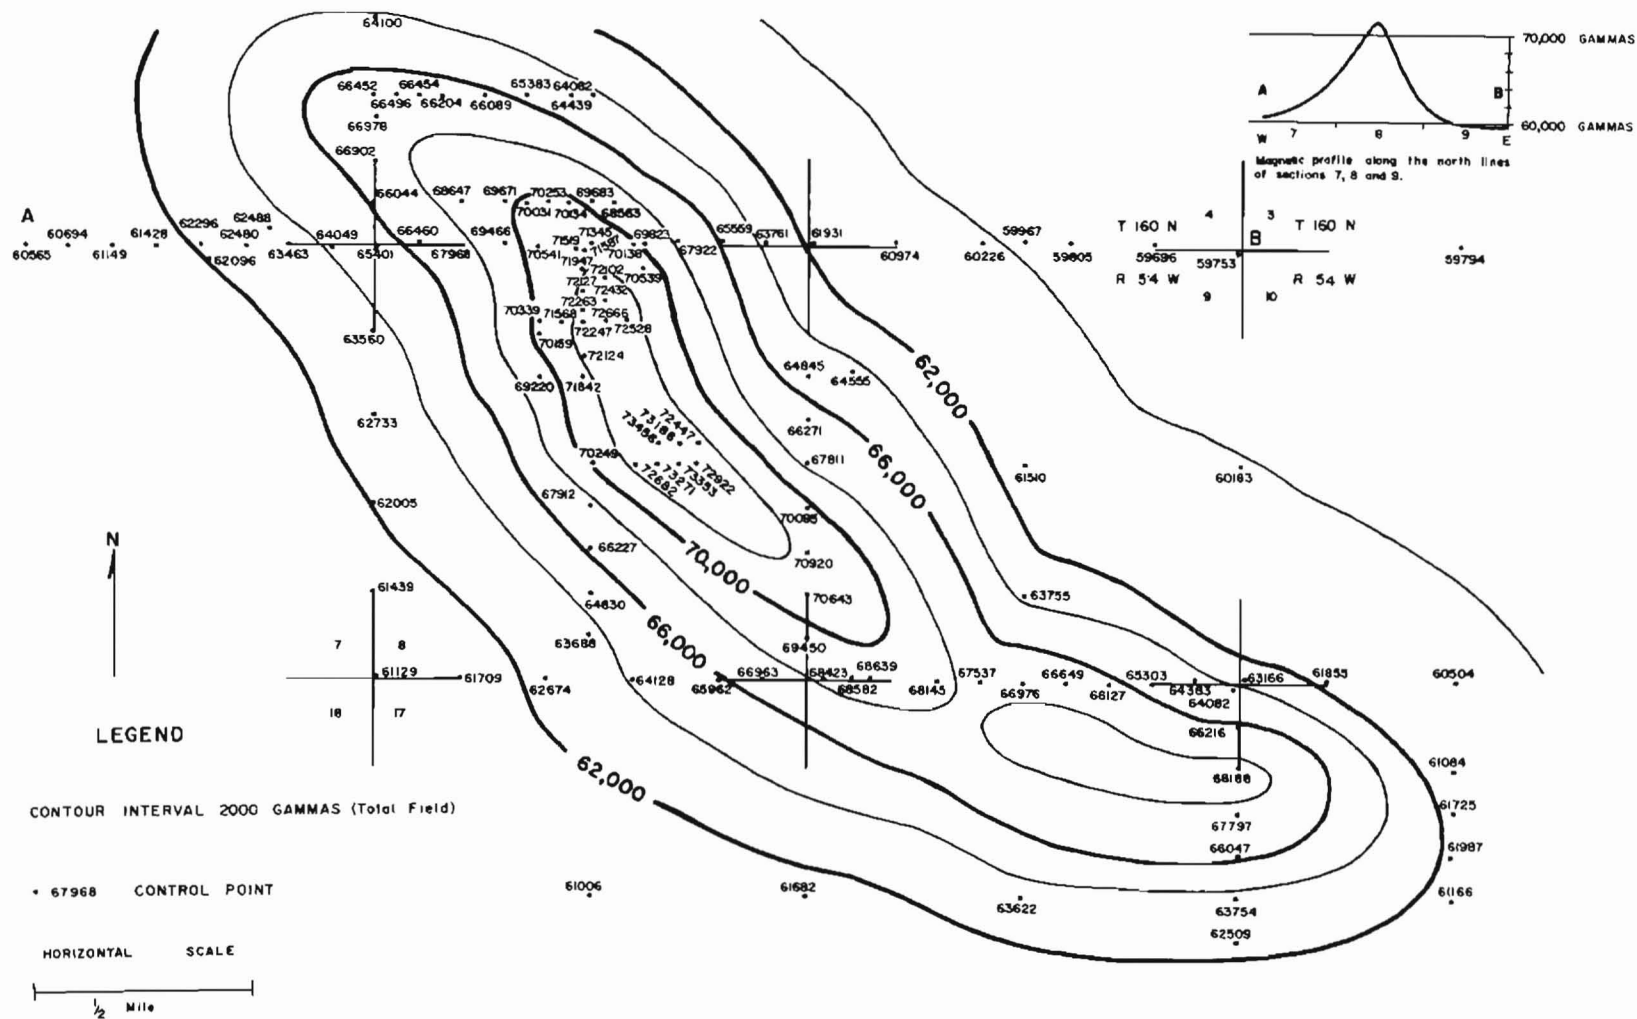 64100
70,000 GAMMAS
A
B
60,000 GAMMAS
W 7 8 9 E
Magnetic profile along the north lines
of sections 7, 8 and 9.
66452 66454 65383 64082
66496 66204 66089 64439
66978
66902
66044 68647 69671 70253 69683
70031 70134 68563
A
60694 61428 62296 62488
60565 61149 62480 62096 63463 64049 65401 66460 67968 69466
71519 71345 71587 69823 65559 63761 61931
70541 71947 70138 67922 60974 60226 59967 59805 59696 59753 59794
72102 70539
72127 72432
72263 72666
70339 71568 72247 72528
70159 72124
69220 71842
T 160 N 4 3 T 160 N
B
R 54 W R 54 W
9 10
63560
62733
62005
64845 64555
62,000
66271
67811
66,000
72447
73188
73456
70249
72922
73353
73271
72682
61510 60183
67912
66227
70,000
70085
70920
70643
69450
N
61439
64830
63688
66,000
63755
7 8
61129 61709 62674 64128 65962 66963 68423 68639 68582 68145 67537 66976 66649 66127 65303 64383 63166 64082 61855 60504
18 17
66216
68188
67797
66047
61084
61725
61987
61166
62,000
LEGEND
CONTOUR INTERVAL 2000 GAMMAS (Total Field)
• 67968 CONTROL POINT
61006 61682 63622 63754
62509
HORIZONTAL SCALE
½ Mile